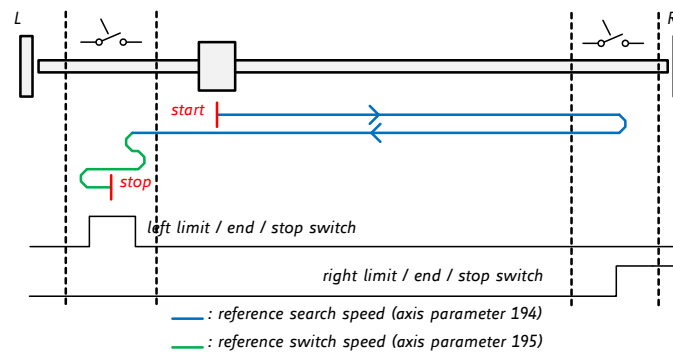 L
R
start
stop
left limit / end / stop switch
right limit / end / stop switch
: reference search speed (axis parameter 194)
: reference switch speed (axis parameter 195)